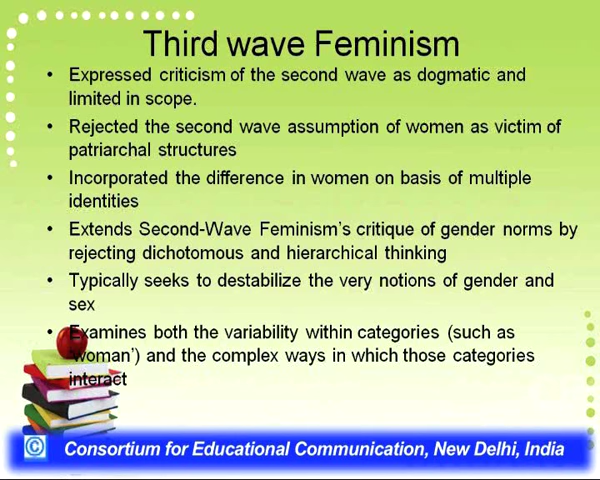 Third wave Feminism
• Expressed criticism of the second wave as dogmatic and
limited in scope.
• Rejected the second wave assumption of women as victim of
patriarchal structures
• Incorporated the difference in women on basis of multiple
identities
• Extends Second-Wave Feminism's critique of gender norms by
rejecting dichotomous and hierarchical thinking
• Typically seeks to destabilize the very notions of gender and
sex
• Examines both the variability within categories (such as
'woman') and the complex ways in which those categories
interact
© Consortium for Educational Communication, New Delhi, India